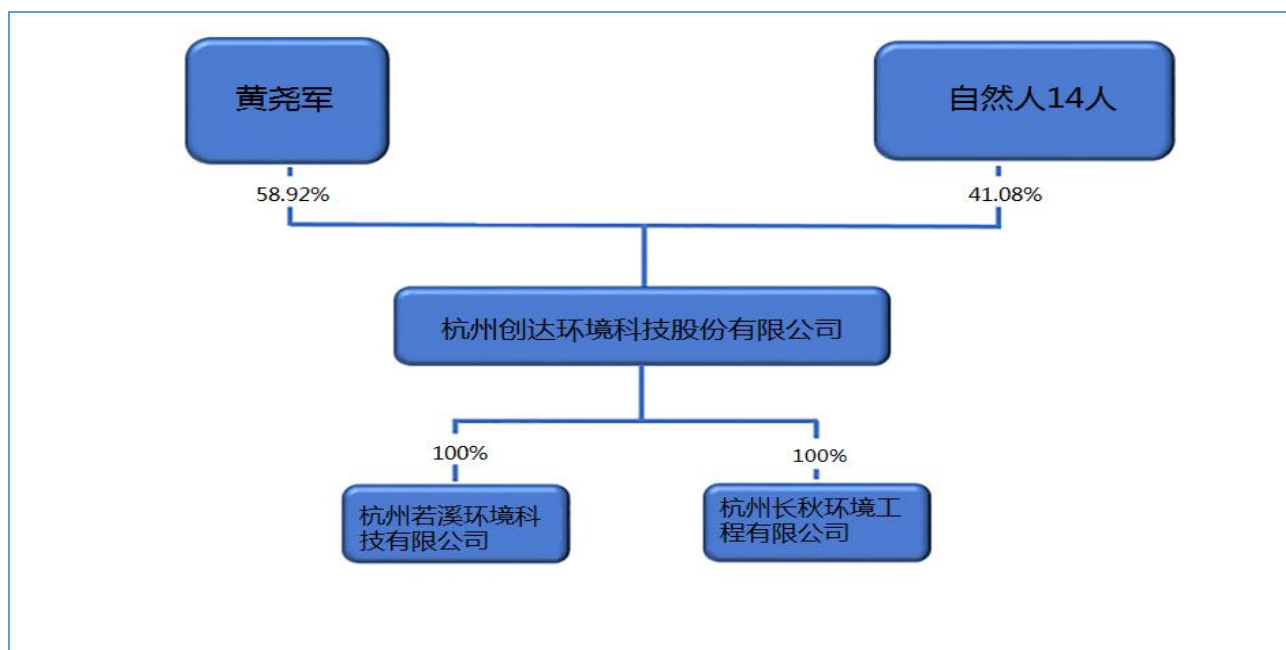 黄尧军
自然人14人
58.92%
41.08%
杭州创达环境科技股份有限公司
100%
100%
杭州若溪环境科
技有限公司
杭州长秋环境工
程有限公司